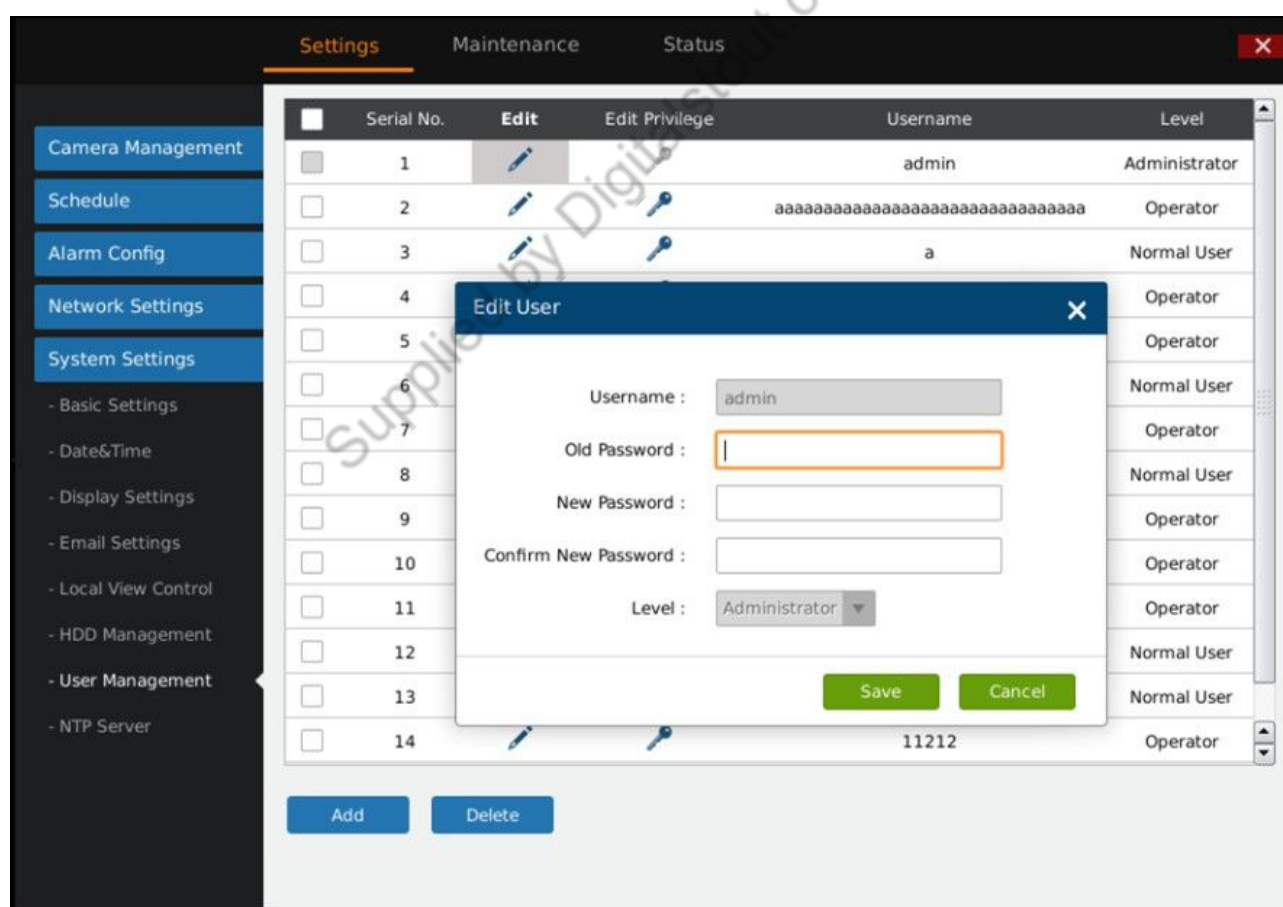 Settings Maintenance Status
Camera Management
Schedule
Alarm Config
Network Settings
System Settings
- Basic Settings
- Date&Time
- Display Settings
- Email Settings
- Local View Control
- HDD Management
- User Management
- NTP Server
Serial No. Edit Edit Privilege Username Level
1 admin Administrator
2 aaaaaaaaaaaaaaaaaaaaaaaaaaaaaaaa Operator
3 a Normal User
4 Operator
5 Operator
6 Normal User
7 Operator
8 Normal User
9 Operator
10 Operator
11 Operator
12 Normal User
13 Normal User
14 11212 Operator
Edit User
Username : admin
Old Password :
New Password :
Confirm New Password :
Level : Administrator
Save Cancel
Add Delete
Supplied by Digitalstout.c